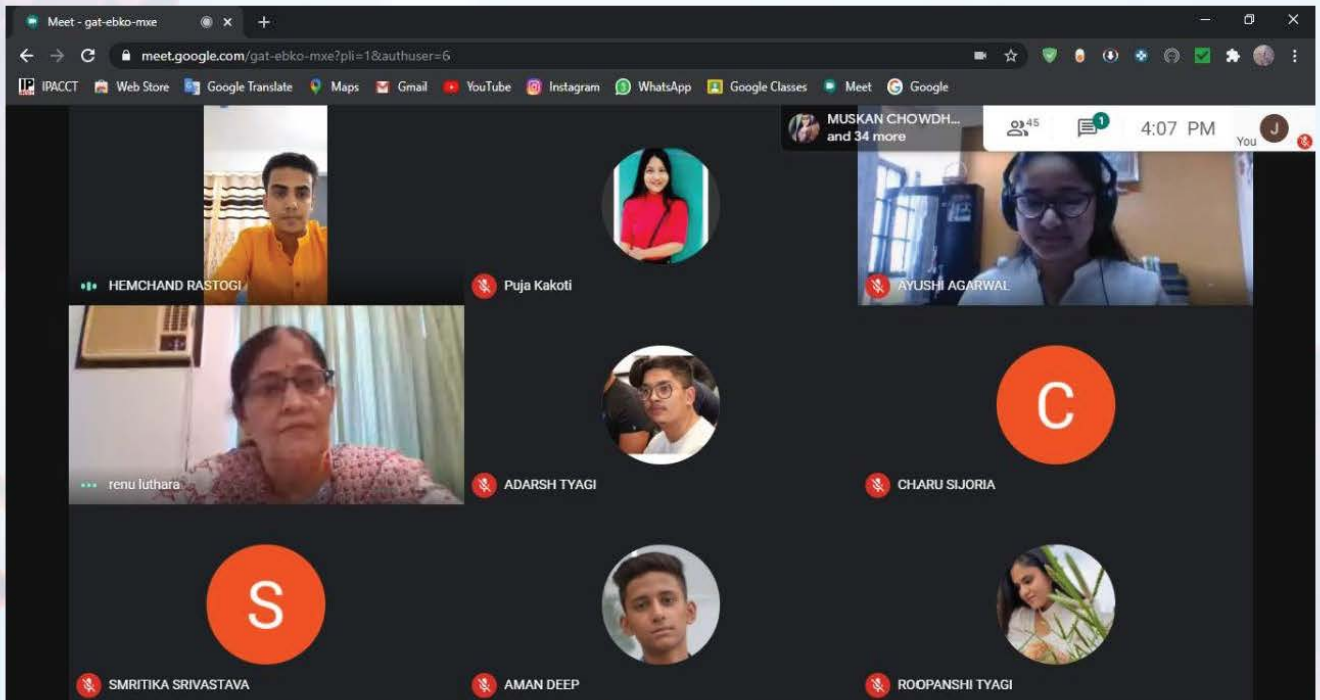 Meet - gat-ebko-mxe
meet.google.com/gat-ebko-mxe?pli=1&authuser=6
IP IPACCT Web Store Google Translate Maps Gmail YouTube Instagram WhatsApp Google Classes Meet Google
MUSKAN CHOWDH...
and 34 more
45 1 4:07 PM You J
HEMCHAND RASTOGI
Puja Kakoti
AYUSHI AGARWAL
renu luthara
ADARSH TYAGI
C
CHARU SIJORIA
S
SMRITIKA SRIVASTAVA
AMAN DEEP
ROOPANSHI TYAGI